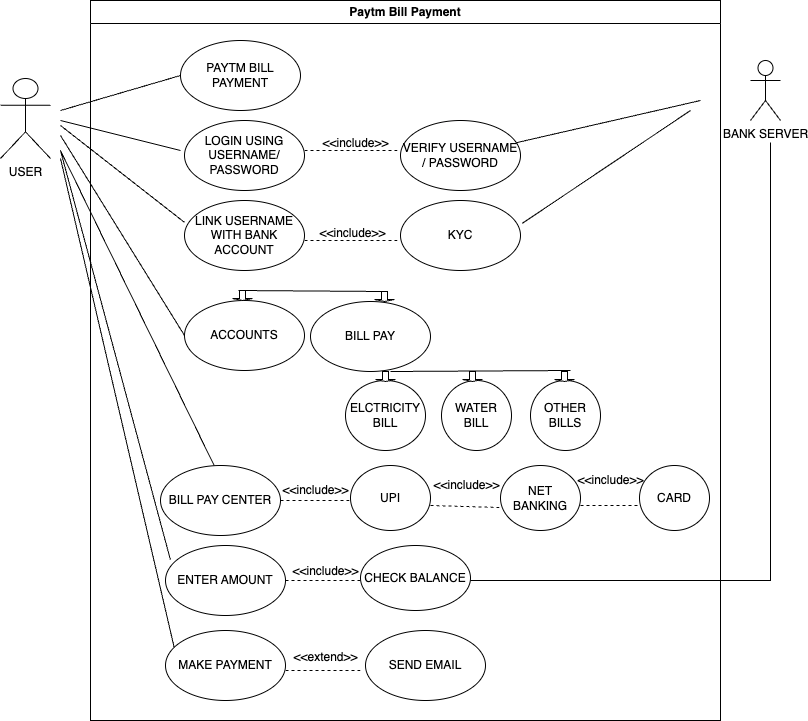 Paytm Bill Payment
PAYTM BILL
PAYMENT
BANK SERVER
USER
LOGIN USING
USERNAME/
PASSWORD
<<include>>
VERIFY USERNAME
/ PASSWORD
LINK USERNAME
WITH BANK
ACCOUNT
<<include>>
KYC
ACCOUNTS
BILL PAY
ELCTRICITY
BILL
WATER
BILL
OTHER
BILLS
BILL PAY CENTER
<<include>>
UPI
<<include>>
NET
BANKING
<<include>>
CARD
ENTER AMOUNT
<<include>>
CHECK BALANCE
MAKE PAYMENT
<<extend>>
SEND EMAIL